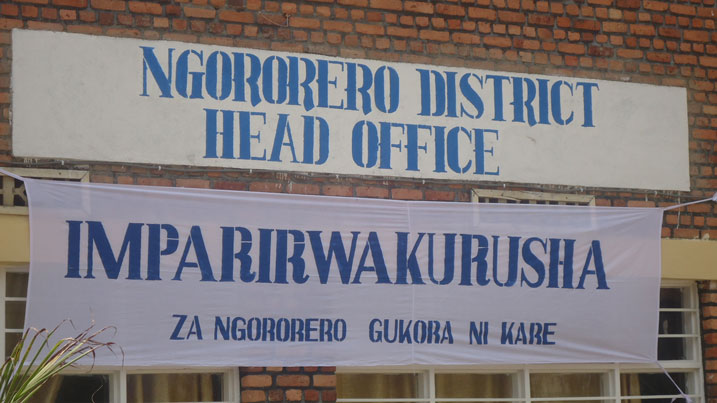 NGORORERO DISTRICT
HEAD OFFICE
IMPARIRWAKURUSHA
ZA NGORORERO GUKORA NI KARE